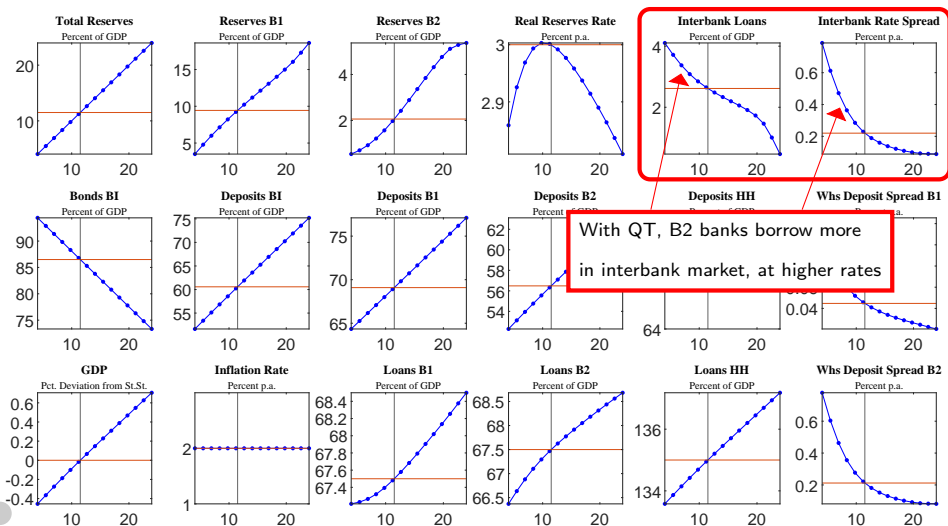 Total Reserves
Percent of GDP
20
10
10 20
Reserves B1
Percent of GDP
15
10
5
10 20
Reserves B2
Percent of GDP
4
2
10 20
Real Reserves Rate
Percent p.a.
3
2.9
10 20
Interbank Loans
Percent of GDP
4
2
10 20
Interbank Rate Spread
Percent p.a.
0.8
0.6
0.4
0.2
10 20
Bonds BI
Percent of GDP
90
85
80
75
10 20
Deposits BI
Percent of GDP
75
70
65
60
55
10 20
Deposits B1
Percent of GDP
75
70
65
10 20
Deposits B2
Percent of GDP
62
60
58
56
54
10 20
Deposits HH
Percent of GDP
64
10 20
Whs Deposit Spread B1
Percent p.a.
0.04
10 20
With QT, B2 banks borrow more
in interbank market, at higher rates
GDP
Pct. Deviation from St.St.
0.6
0.4
0.2
0
-0.2
-0.4
10 20
Inflation Rate
Percent p.a.
2
1
10 20
Loans B1
Percent of GDP
68.4
68.2
68
67.8
67.6
67.4
10 20
Loans B2
Percent of GDP
68.5
68
67.5
67
66.5
10 20
Loans HH
Percent of GDP
136
134
10 20
Whs Deposit Spread B2
Percent p.a.
0.6
0.4
0.2
10 20